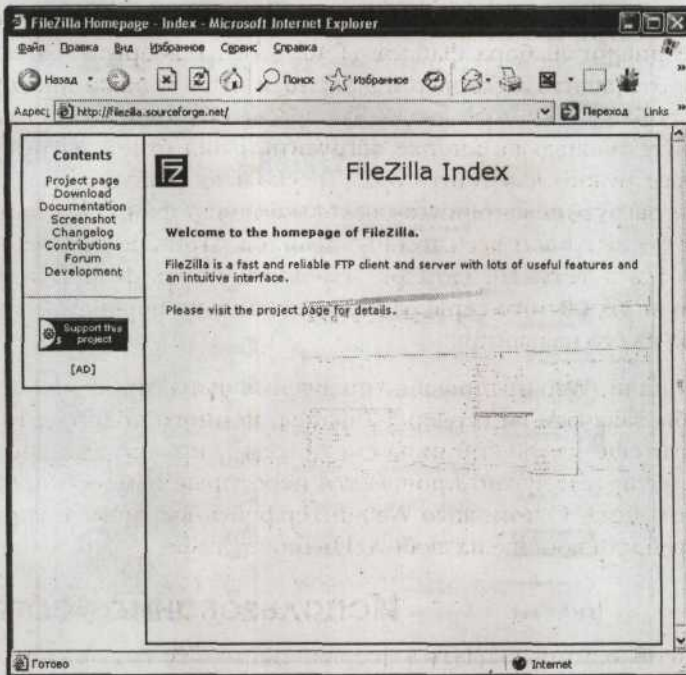 FileZilla Homepage - Index - Microsoft Internet Explorer
Файл Правка Вид Избранное Сервис Справка
Назад Поиск Избранное
Адрес: http://filezilla.sourceforge.net/ Переход Links
Contents
Project page
Download
Documentation
Screenshot
Changelog
Contributions
Forum
Development
Support this
project
[AD]
FZ
FileZilla Index
Welcome to the homepage of FileZilla.
FileZilla is a fast and reliable FTP client and server with lots of useful features and
an intuitive interface.
Please visit the project page for details.
Готово Internet